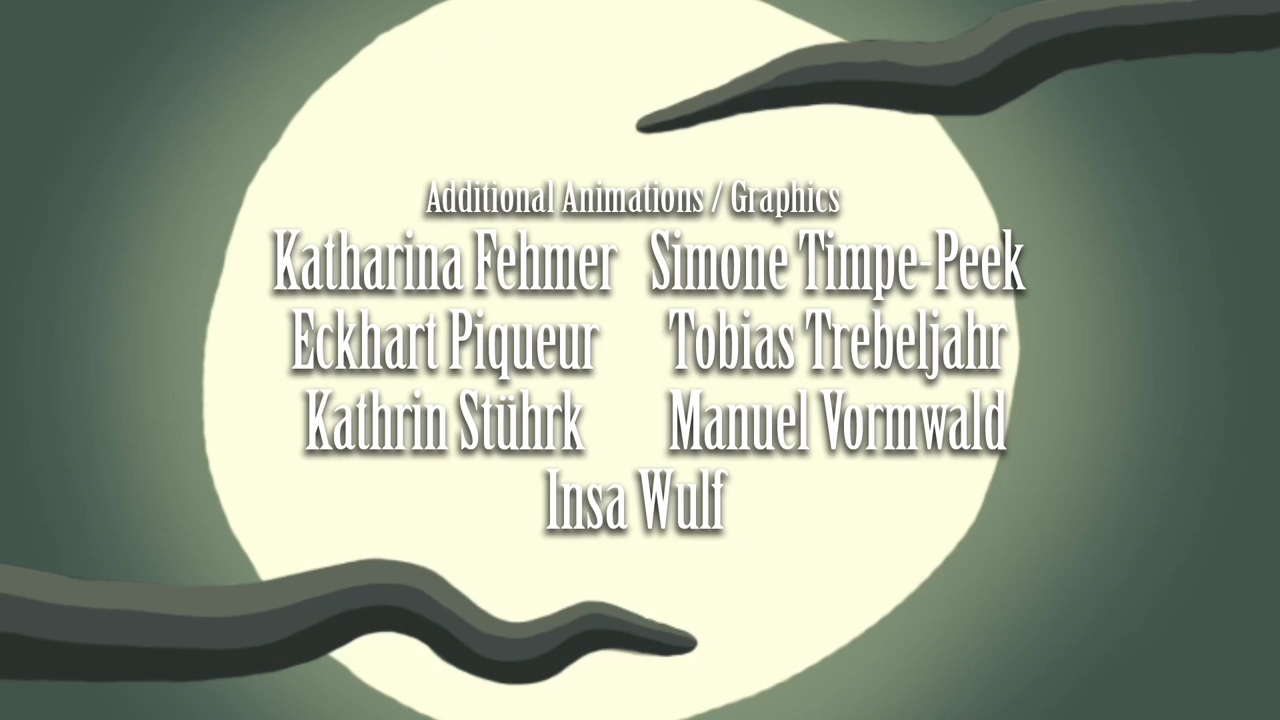 Additional Animations / Graphics
Katharina Fehmer Simone Timpe-Peek
Eckhart Piqueur Tobias Trebeljahr
Kathrin Stührk Manuel Vormwald
Insa Wulf